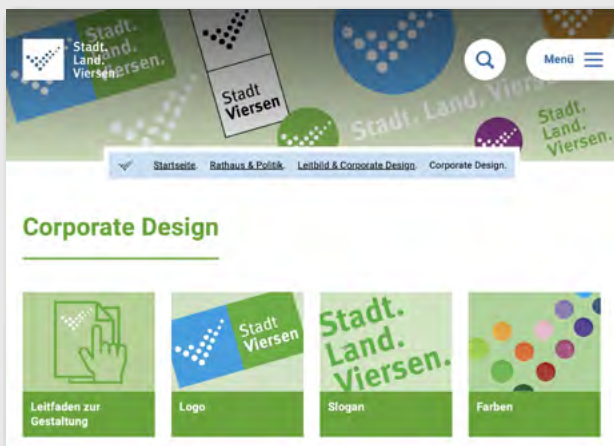 Stadt.
Land.
Viersen.
Stadt
Viersen
Stadt. Land. Viersen.
Stadt.
Land.
Viersen.
Menü
Startseite. Rathaus & Politik. Leitbild & Corporate Design. Corporate Design.
Corporate Design
Stadt
Viersen
Stadt.
Land.
Viersen.
Leitfaden zur
Gestaltung
Logo
Slogan
Farben